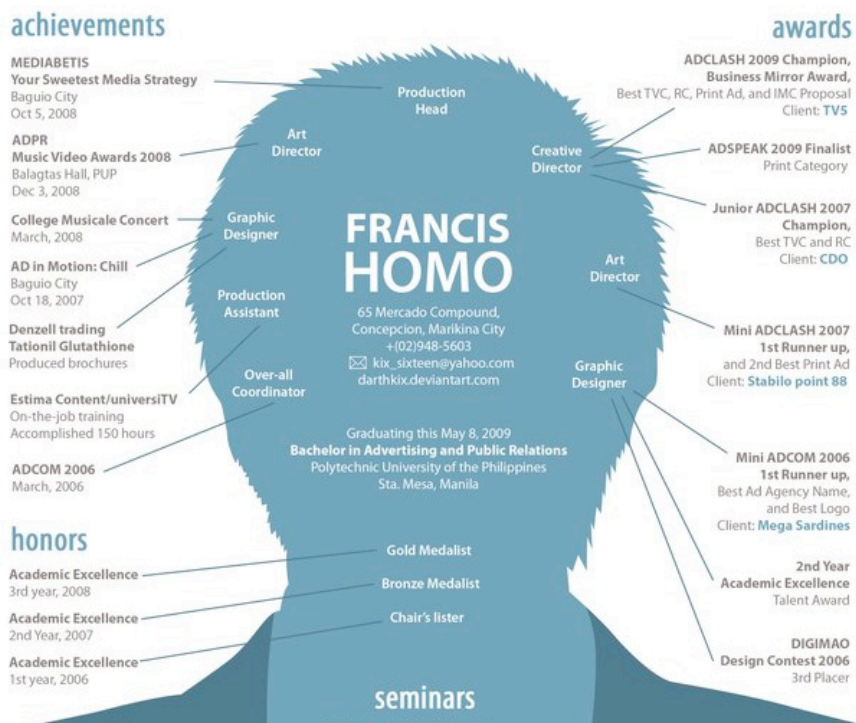 achievements
MEDIABETIS
Your Sweetest Media Strategy
Baguio City
Oct 5, 2008
ADPR
Music Video Awards 2008
Balagtas Hall, PUP
Dec 3, 2008
College Musicale Concert
March, 2008
AD in Motion: Chill
Baguio City
Oct 18, 2007
Denzell trading
Tationil Glutathione
Produced brochures
Estima Content/universiTV
On-the-job training
Accomplished 150 hours
ADCOM 2006
March, 2006
honors
Academic Excellence
3rd year, 2008
Academic Excellence
2nd Year, 2007
Academic Excellence
1st year, 2006
Production
Head
Art
Director
Graphic
Designer
Production
Assistant
Over-all
Coordinator
FRANCIS
HOMO
65 Mercado Compound,
Concepcion, Marikina City
+(02)948-5603
kix_sixteen@yahoo.com
darthkix.deviantart.com
Graduating this May 8, 2009
Bachelor in Advertising and Public Relations
Polytechnic University of the Philippines
Sta. Mesa, Manila
Gold Medalist
Bronze Medalist
Chair's lister
seminars
Creative
Director
Art
Director
Graphic
Designer
awards
ADCLASH 2009 Champion,
Business Mirror Award,
Best TVC, RC, Print Ad, and IMC Proposal
Client: TV5
ADSPEAK 2009 Finalist
Print Category
Junior ADCLASH 2007
Champion,
Best TVC and RC
Client: CDO
Mini ADCLASH 2007
1st Runner up,
and 2nd Best Print Ad
Client: Stabilo point 88
Mini ADCOM 2006
1st Runner up,
Best Ad Agency Name,
and Best Logo
Client: Mega Sardines
2nd Year
Academic Excellence
Talent Award
DIGIMAO
Design Contest 2006
3rd Placer